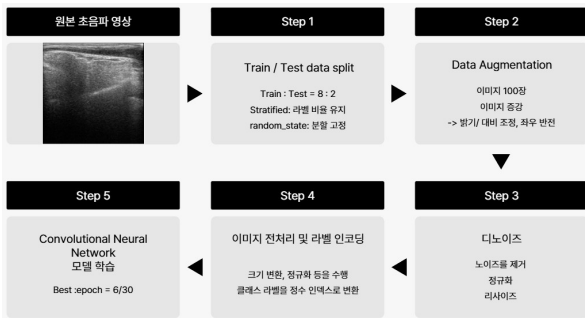 원본 초음파 영상
Step 1
Train / Test data split
Train : Test = 8 : 2
Stratified: 라벨 비율 유지
random_state: 분할 고정
Step 2
Data Augmentation
이미지 100장
이미지 증강
-> 밝기/ 대비 조정, 좌우 반전
Step 3
디노이즈
노이즈를 제거
정규화
리사이즈
Step 4
이미지 전처리 및 라벨 인코딩
크기 변환, 정규화 등을 수행
클래스 라벨을 정수 인덱스로 변환
Step 5
Convolutional Neural
Network
모델 학습
Best :epoch = 6/30